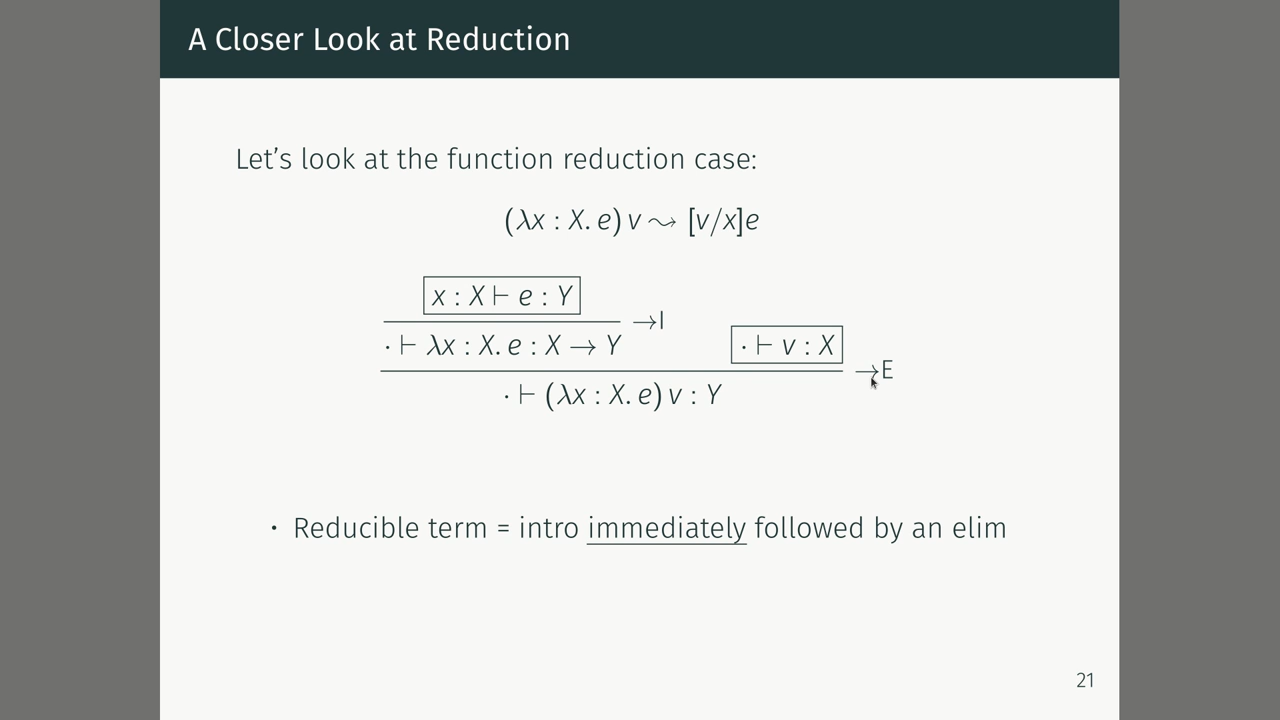 A Closer Look at Reduction
Let's look at the function reduction case:
(λx : X. e) v ⤳ [v/x]e
x : X ⊢ e : Y
→I
· ⊢ λx : X. e : X → Y
· ⊢ v : X
→E
· ⊢ (λx : X. e) v : Y
· Reducible term = intro immediately followed by an elim
21